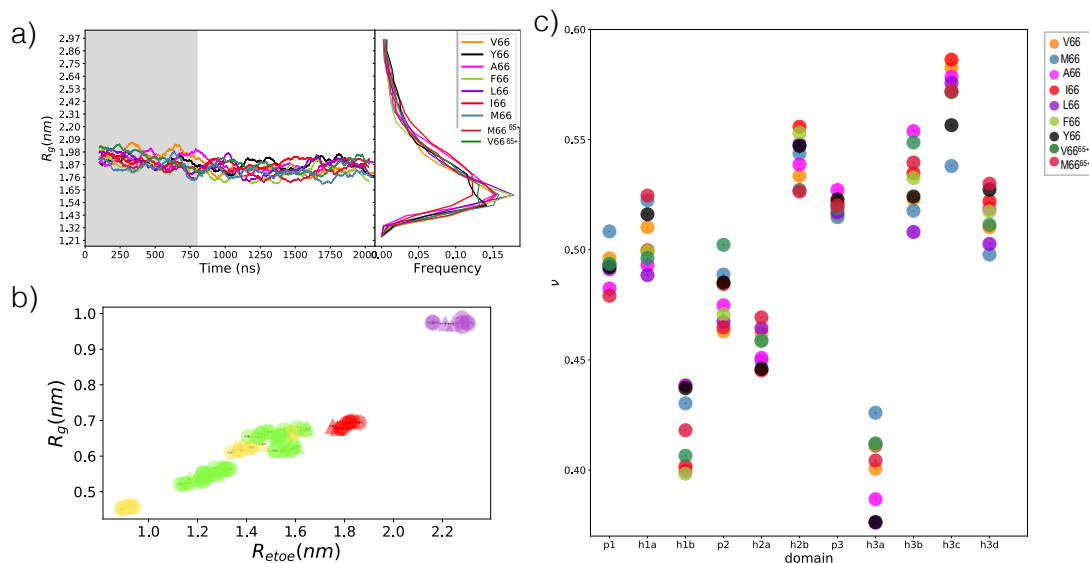 a)
2.97
2.86
2.75
2.64
2.53
2.42
2.31
2.20
2.09
1.98
1.87
1.76
1.65
1.54
1.43
1.32
1.21
R_g(nm)
0 250 500 750 1000 1250 1500 1750 2000
Time (ns)
0.00 0.05 0.10 0.15
Frequency
V66
Y66
A66
F66
L66
I66
M66
M66 65+
V66 65+
b)
1.0
0.9
0.8
0.7
0.6
0.5
R_g(nm)
1.0 1.2 1.4 1.6 1.8 2.0 2.2
R_etoe(nm)
c)
0.60
0.55
0.50
0.45
0.40
ν
p1 h1a h1b p2 h2a h2b p3 h3a h3b h3c h3d
domain
V66
M66
A66
I66
L66
F66
Y66
V66^65+
M66^65+